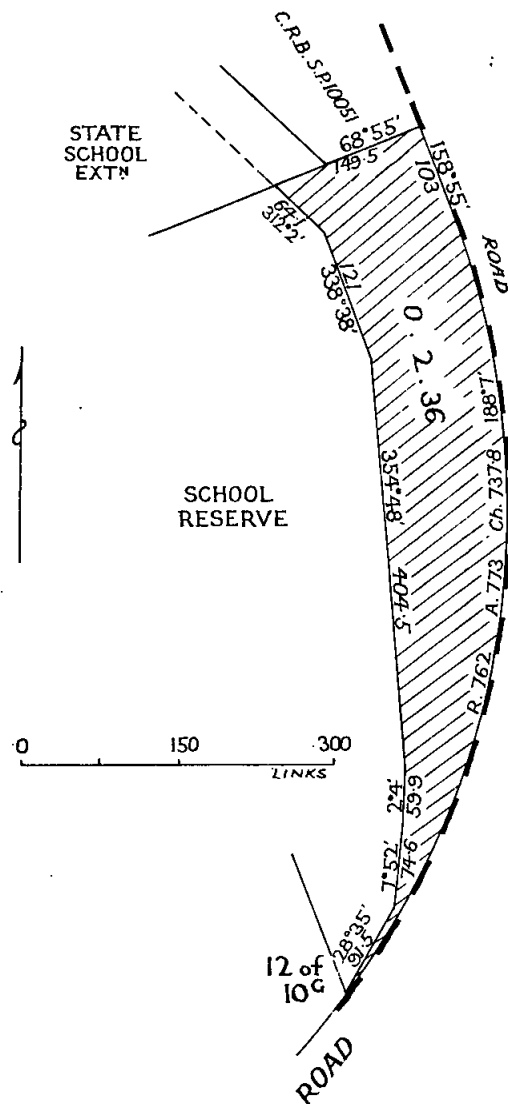 C.R.B. S.P.10051
STATE
SCHOOL
EXTN
68°55'
149.5
158°55'
103
ROAD
64.1
312°2'
121
338°38'
0. 2. 36
188°7'
Ch. 737.8
A. 773
R. 762
354°48'
404.5
SCHOOL
RESERVE
0 150 300
LINKS
2°4'
59.9
7°52'
74.6
28°35'
91.5
12 of
10G
ROAD